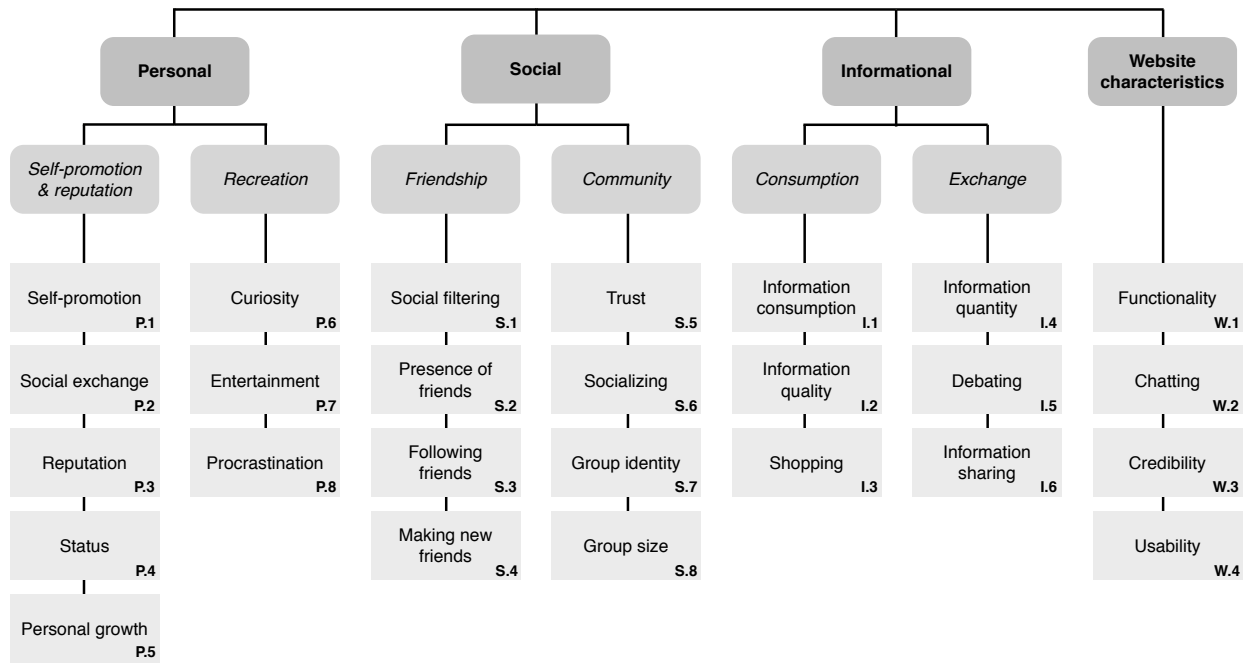 Personal
Social
Informational
Website
characteristics
Self-promotion
& reputation
Recreation
Friendship
Community
Consumption
Exchange
Self-promotion
P.1
Social exchange
P.2
Reputation
P.3
Status
P.4
Personal growth
P.5
Curiosity
P.6
Entertainment
P.7
Procrastination
P.8
Social filtering
S.1
Presence of
friends
S.2
Following
friends
S.3
Making new
friends
S.4
Trust
S.5
Socializing
S.6
Group identity
S.7
Group size
S.8
Information
consumption
I.1
Information
quality
I.2
Shopping
I.3
Information
quantity
I.4
Debating
I.5
Information
sharing
I.6
Functionality
W.1
Chatting
W.2
Credibility
W.3
Usability
W.4